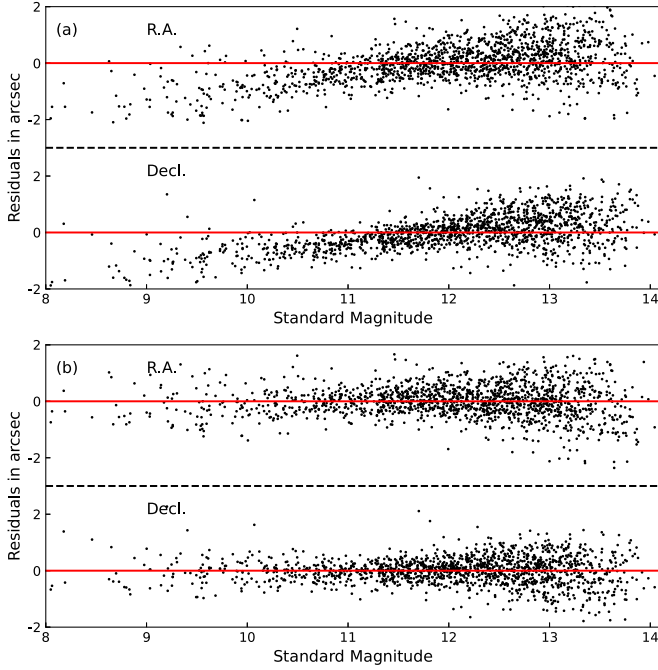 (a) R.A.
2
0
-2
Decl.
2
0
-2
Residuals in arcsec
8 9 10 11 12 13 14
Standard Magnitude
(b) R.A.
2
0
-2
Decl.
2
0
-2
Residuals in arcsec
8 9 10 11 12 13 14
Standard Magnitude